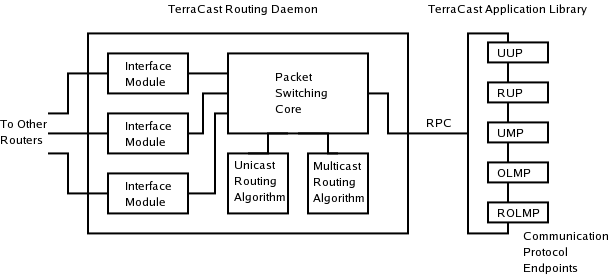 TerraCast Routing Daemon
TerraCast Application Library
Interface
Module
Interface
Module
Interface
Module
Packet
Switching
Core
Unicast
Routing
Algorithm
Multicast
Routing
Algorithm
To Other
Routers
RPC
UUP
RUP
UMP
OLMP
ROLMP
Communication
Protocol
Endpoints